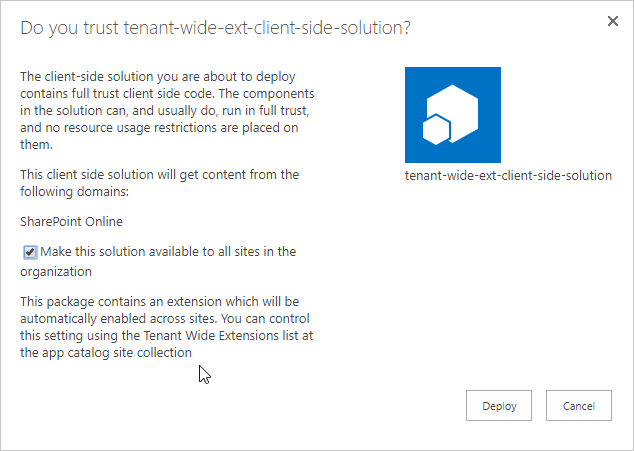 Do you trust tenant-wide-ext-client-side-solution?
The client-side solution you are about to deploy
contains full trust client side code. The components
in the solution can, and usually do, run in full trust,
and no resource usage restrictions are placed on
them.
This client side solution will get content from the
following domains:
SharePoint Online
Make this solution available to all sites in the
organization
This package contains an extension which will be
automatically enabled across sites. You can control
this setting using the Tenant Wide Extensions list at
the app catalog site collection
tenant-wide-ext-client-side-solution
Deploy
Cancel